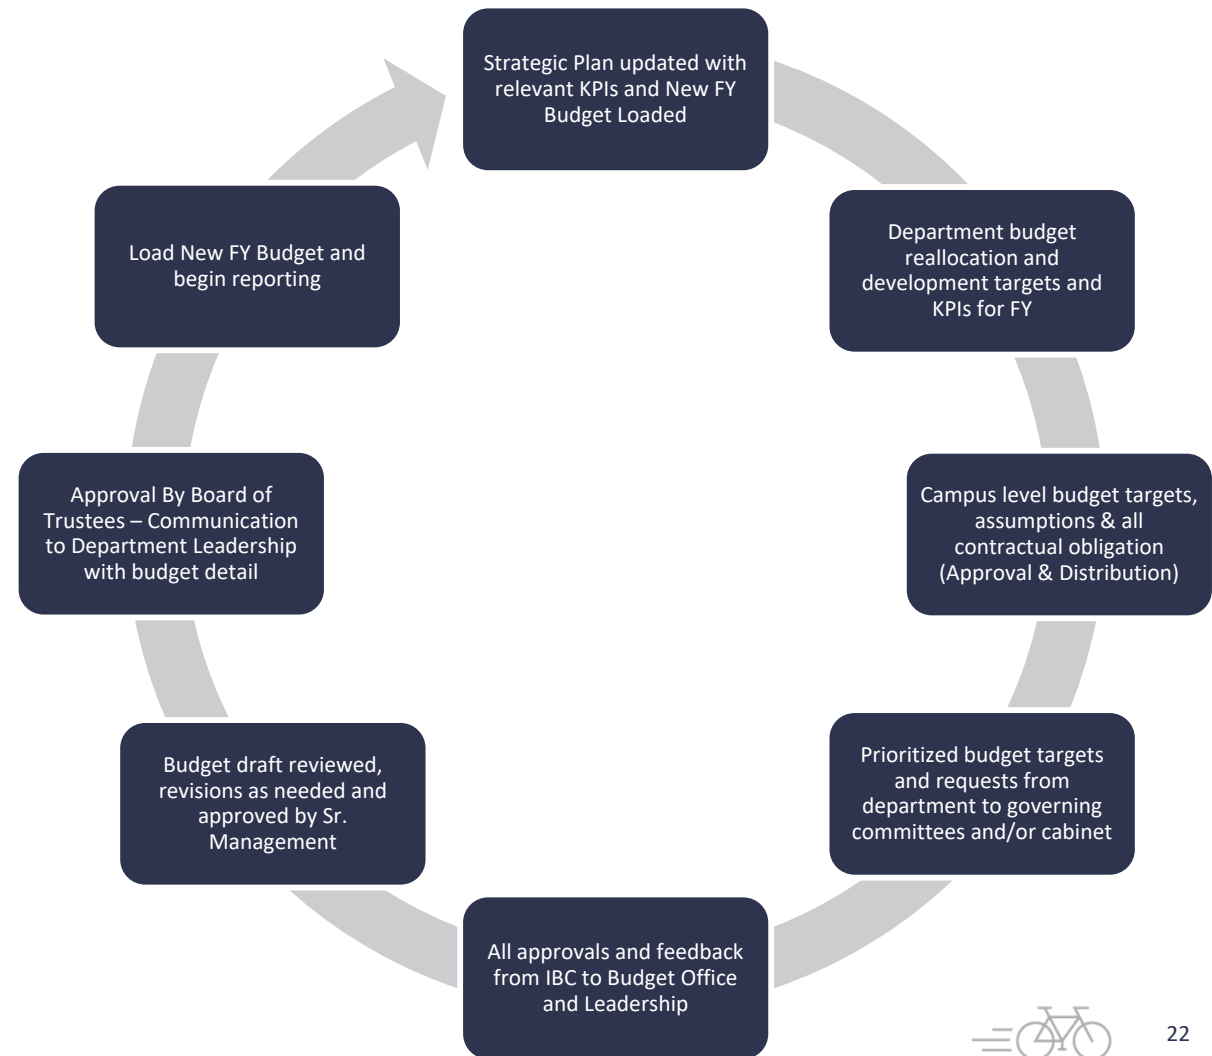 Strategic Plan updated with
relevant KPIs and New FY
Budget Loaded
Department budget
reallocation and
development targets and
KPIs for FY
Campus level budget targets,
assumptions & all
contractual obligation
(Approval & Distribution)
Prioritized budget targets
and requests from
department to governing
committees and/or cabinet
All approvals and feedback
from IBC to Budget Office
and Leadership
Budget draft reviewed,
revisions as needed and
approved by Sr.
Management
Approval By Board of
Trustees – Communication
to Department Leadership
with budget detail
Load New FY Budget and
begin reporting
22